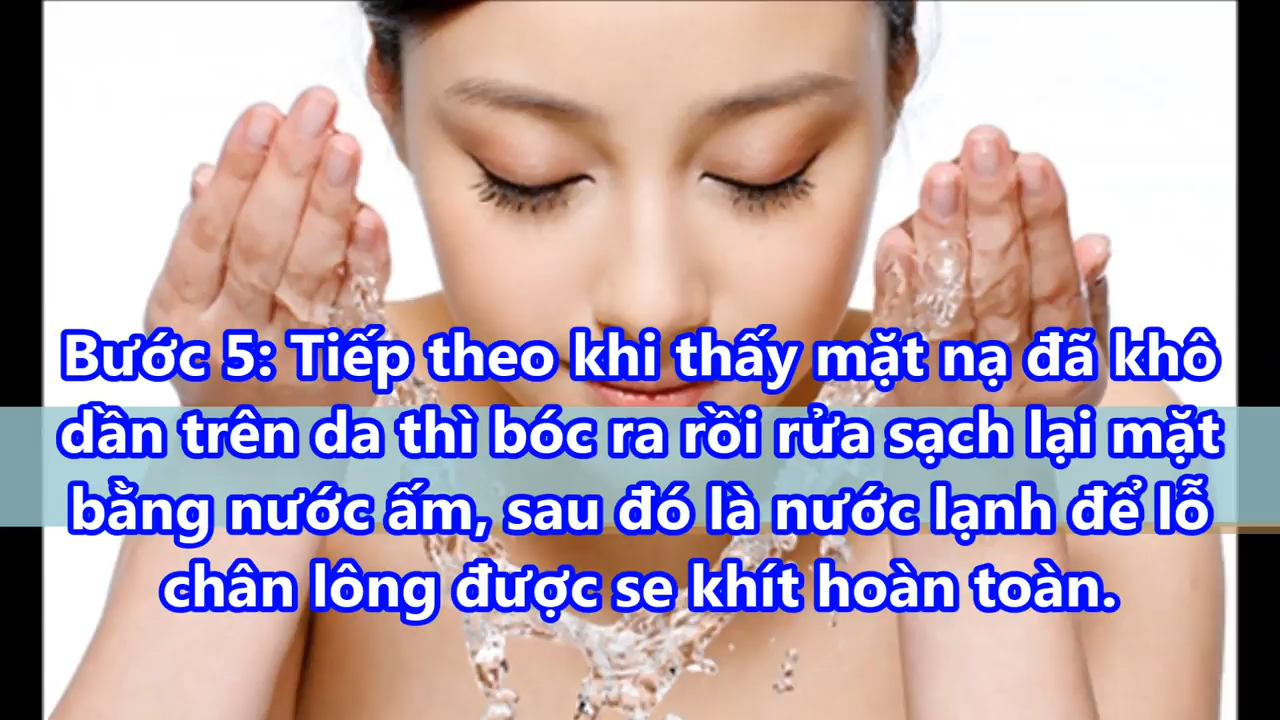 Bước 5: Tiếp theo khi thấy mặt nạ đã khô
dần trên da thì bóc ra rồi rửa sạch lại mặt
bằng nước ấm, sau đó là nước lạnh để lỗ
chân lông được se khít hoàn toàn.